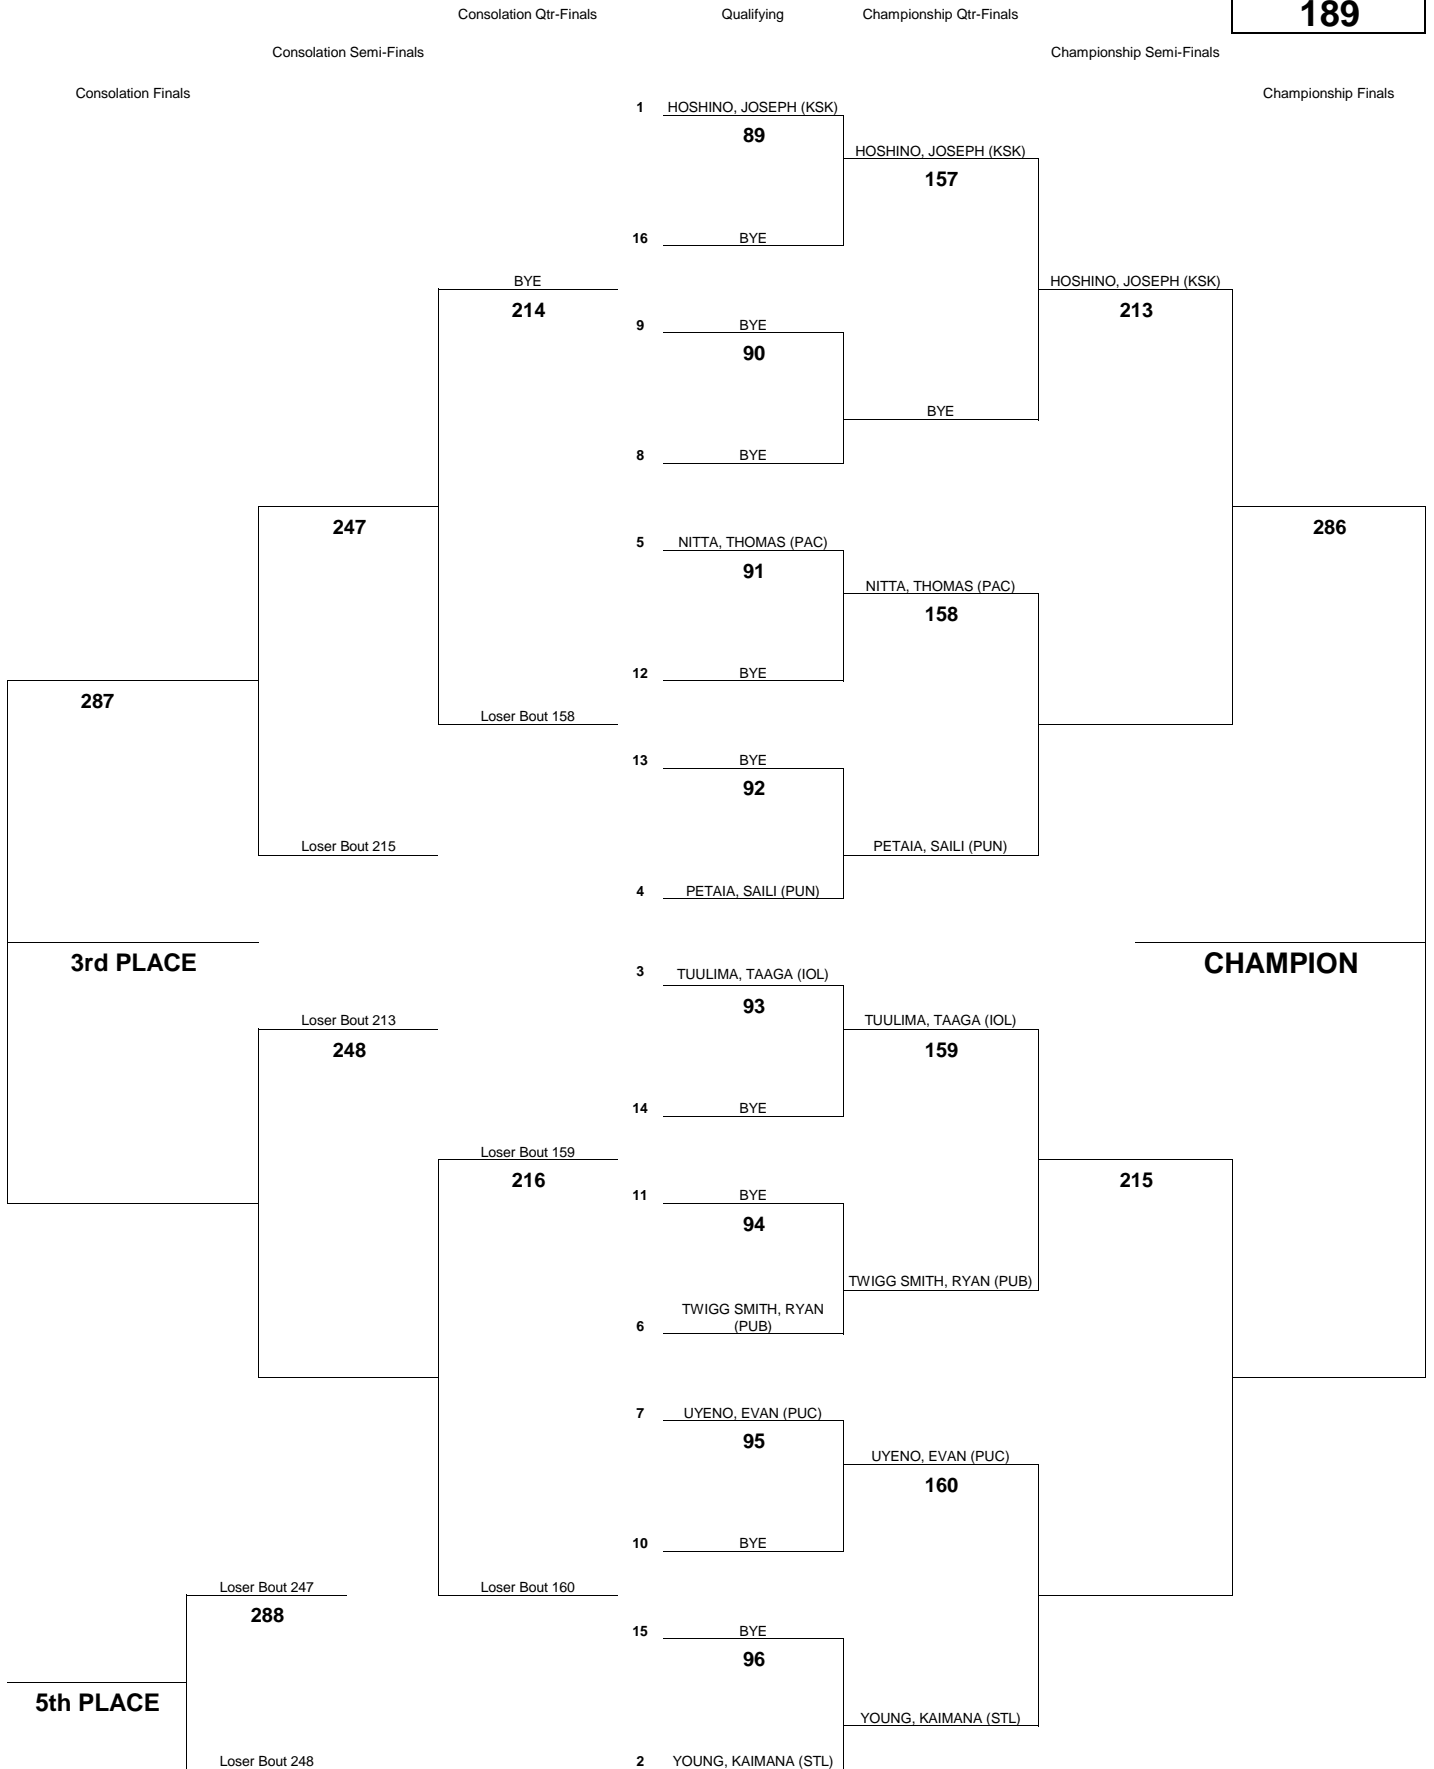 Consolation Qtr-Finals
Qualifying
Championship Qtr-Finals
189
Consolation Semi-Finals
Championship Semi-Finals
Consolation Finals
Championship Finals
1 HOSHINO, JOSEPH (KSK)
89
HOSHINO, JOSEPH (KSK)
157
16 BYE
BYE
HOSHINO, JOSEPH (KSK)
214
213
9 BYE
90
BYE
8 BYE
247
286
5 NITTA, THOMAS (PAC)
91
NITTA, THOMAS (PAC)
158
12 BYE
287
Loser Bout 158
13 BYE
92
Loser Bout 215
PETAIA, SAILI (PUN)
4 PETAIA, SAILI (PUN)
3rd PLACE
CHAMPION
3 TUULIMA, TAAGA (IOL)
93
Loser Bout 213
TUULIMA, TAAGA (IOL)
248
159
14 BYE
Loser Bout 159
216
215
11 BYE
94
TWIGG SMITH, RYAN (PUB)
TWIGG SMITH, RYAN
6 (PUB)
7 UYENO, EVAN (PUC)
95
UYENO, EVAN (PUC)
160
10 BYE
Loser Bout 247
Loser Bout 160
288
15 BYE
96
5th PLACE
YOUNG, KAIMANA (STL)
Loser Bout 248
2 YOUNG, KAIMANA (STL)